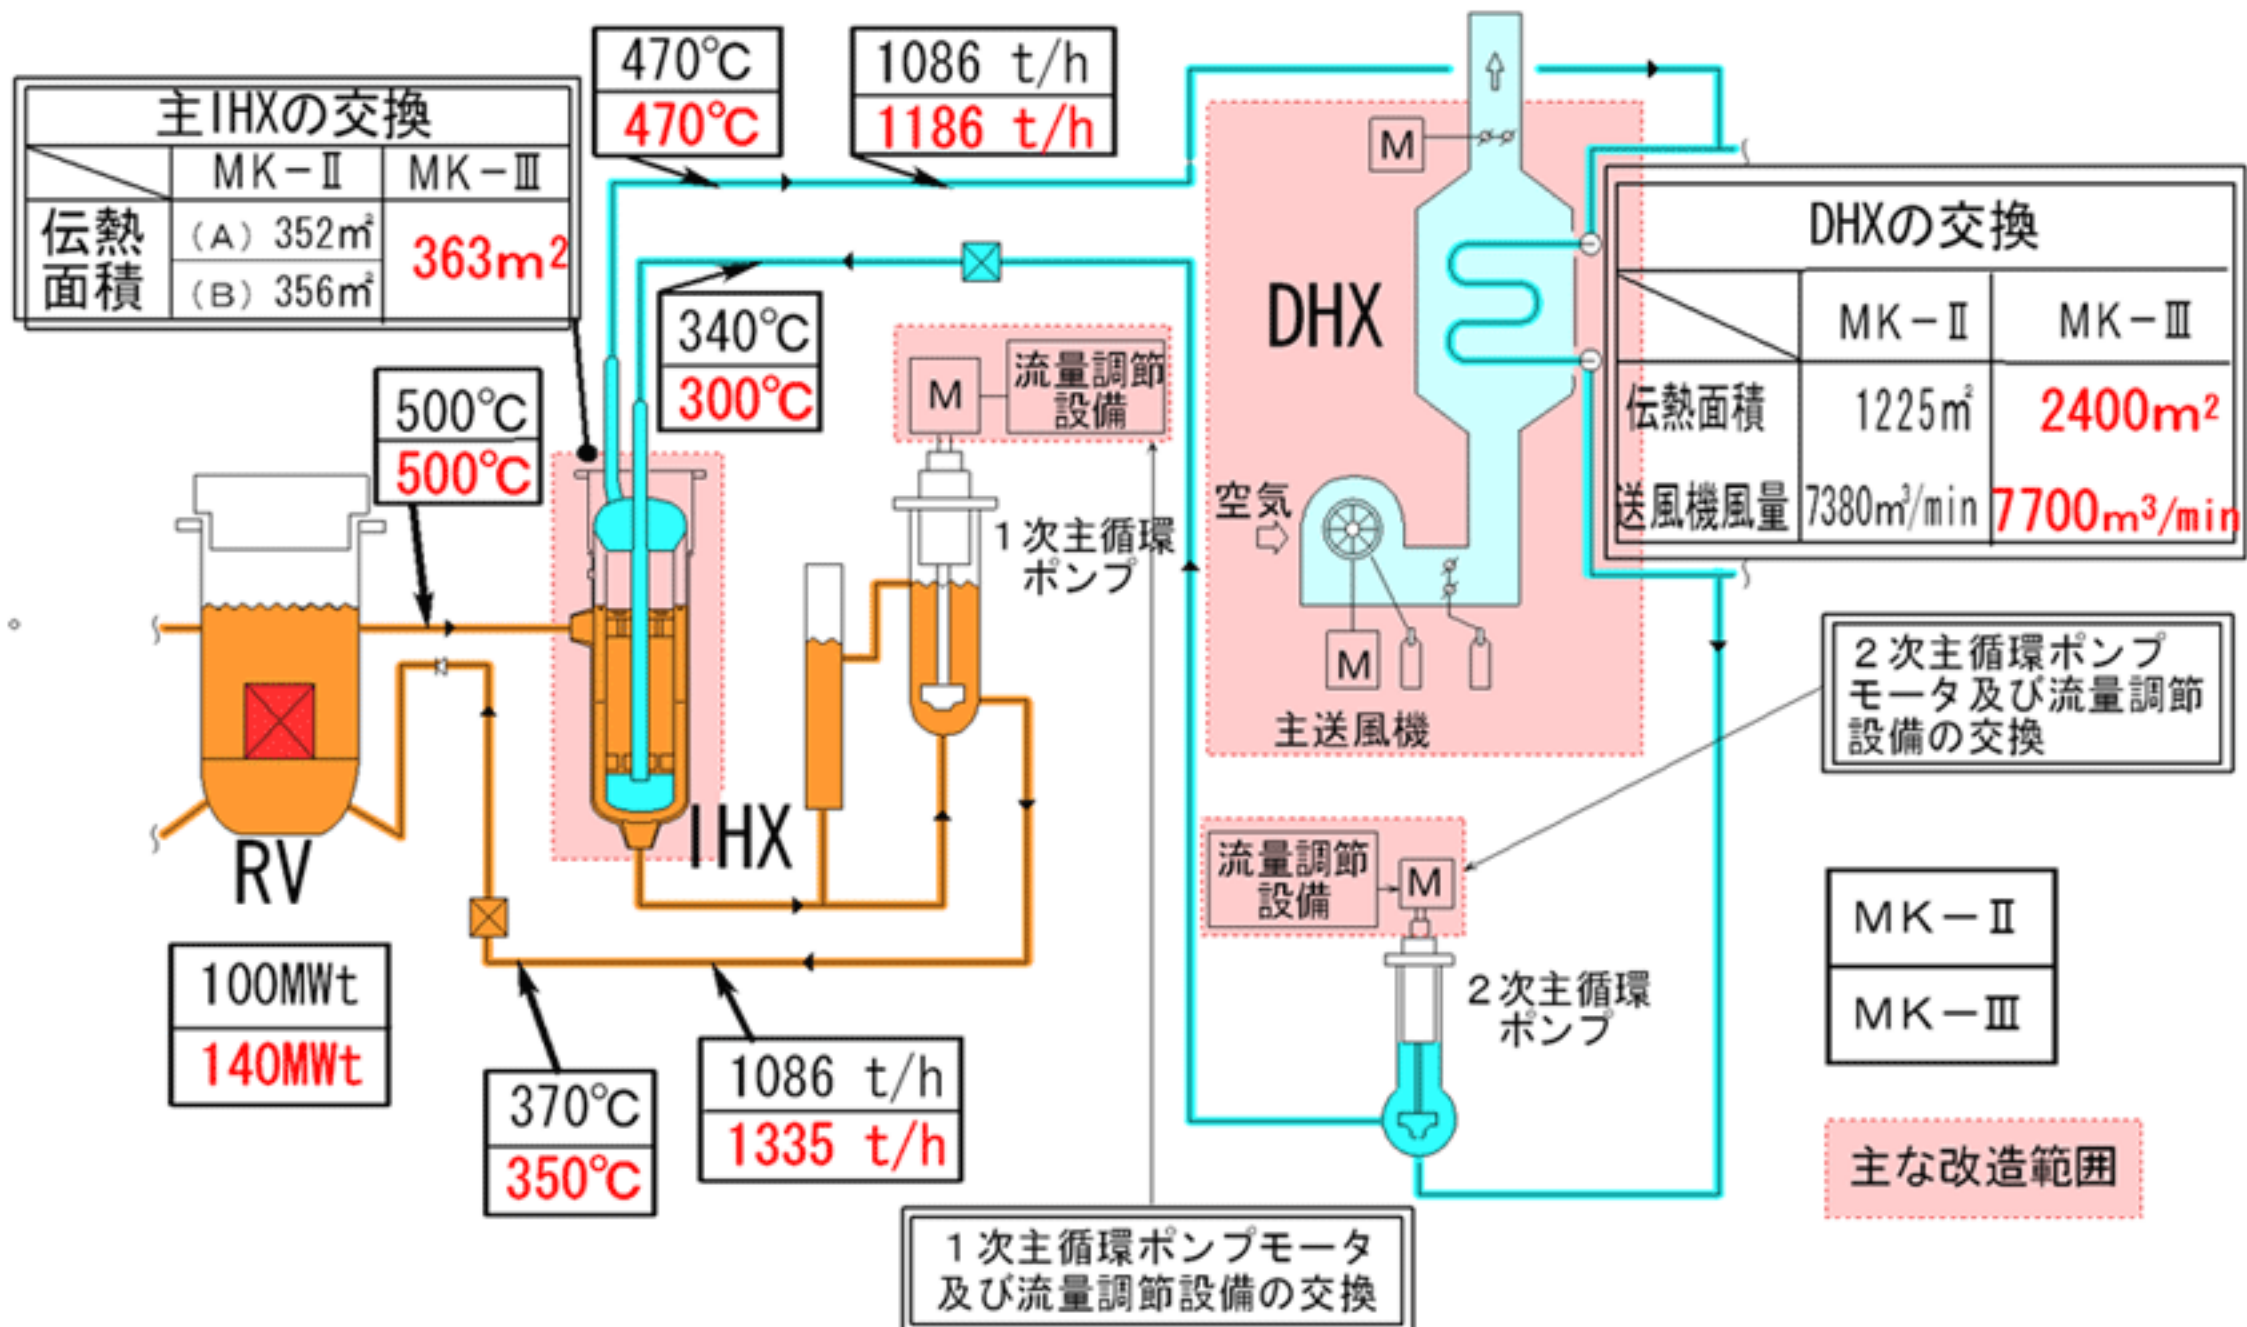 主IHXの交換
MK-Ⅱ MK-Ⅲ
伝熱面積 (A) 352㎡ 363m²
(B) 356㎡
470℃
470℃
1086 t/h
1186 t/h
340℃
300℃
500℃
500℃
M
流量調節
設備
1次主循環
ポンプ
M
DHX
空気
M
主送風機
DHXの交換
MK-Ⅱ MK-Ⅲ
伝熱面積 1225㎡ 2400m²
送風機風量 7380m³/min 7700m³/min
2次主循環ポンプ
モータ及び流量調節
設備の交換
RV
IHX
100MWt
140MWt
370℃
350℃
1086 t/h
1335 t/h
流量調節
設備
M
2次主循環
ポンプ
MK-Ⅱ
MK-Ⅲ
主な改造範囲
1次主循環ポンプモータ
及び流量調節設備の交換